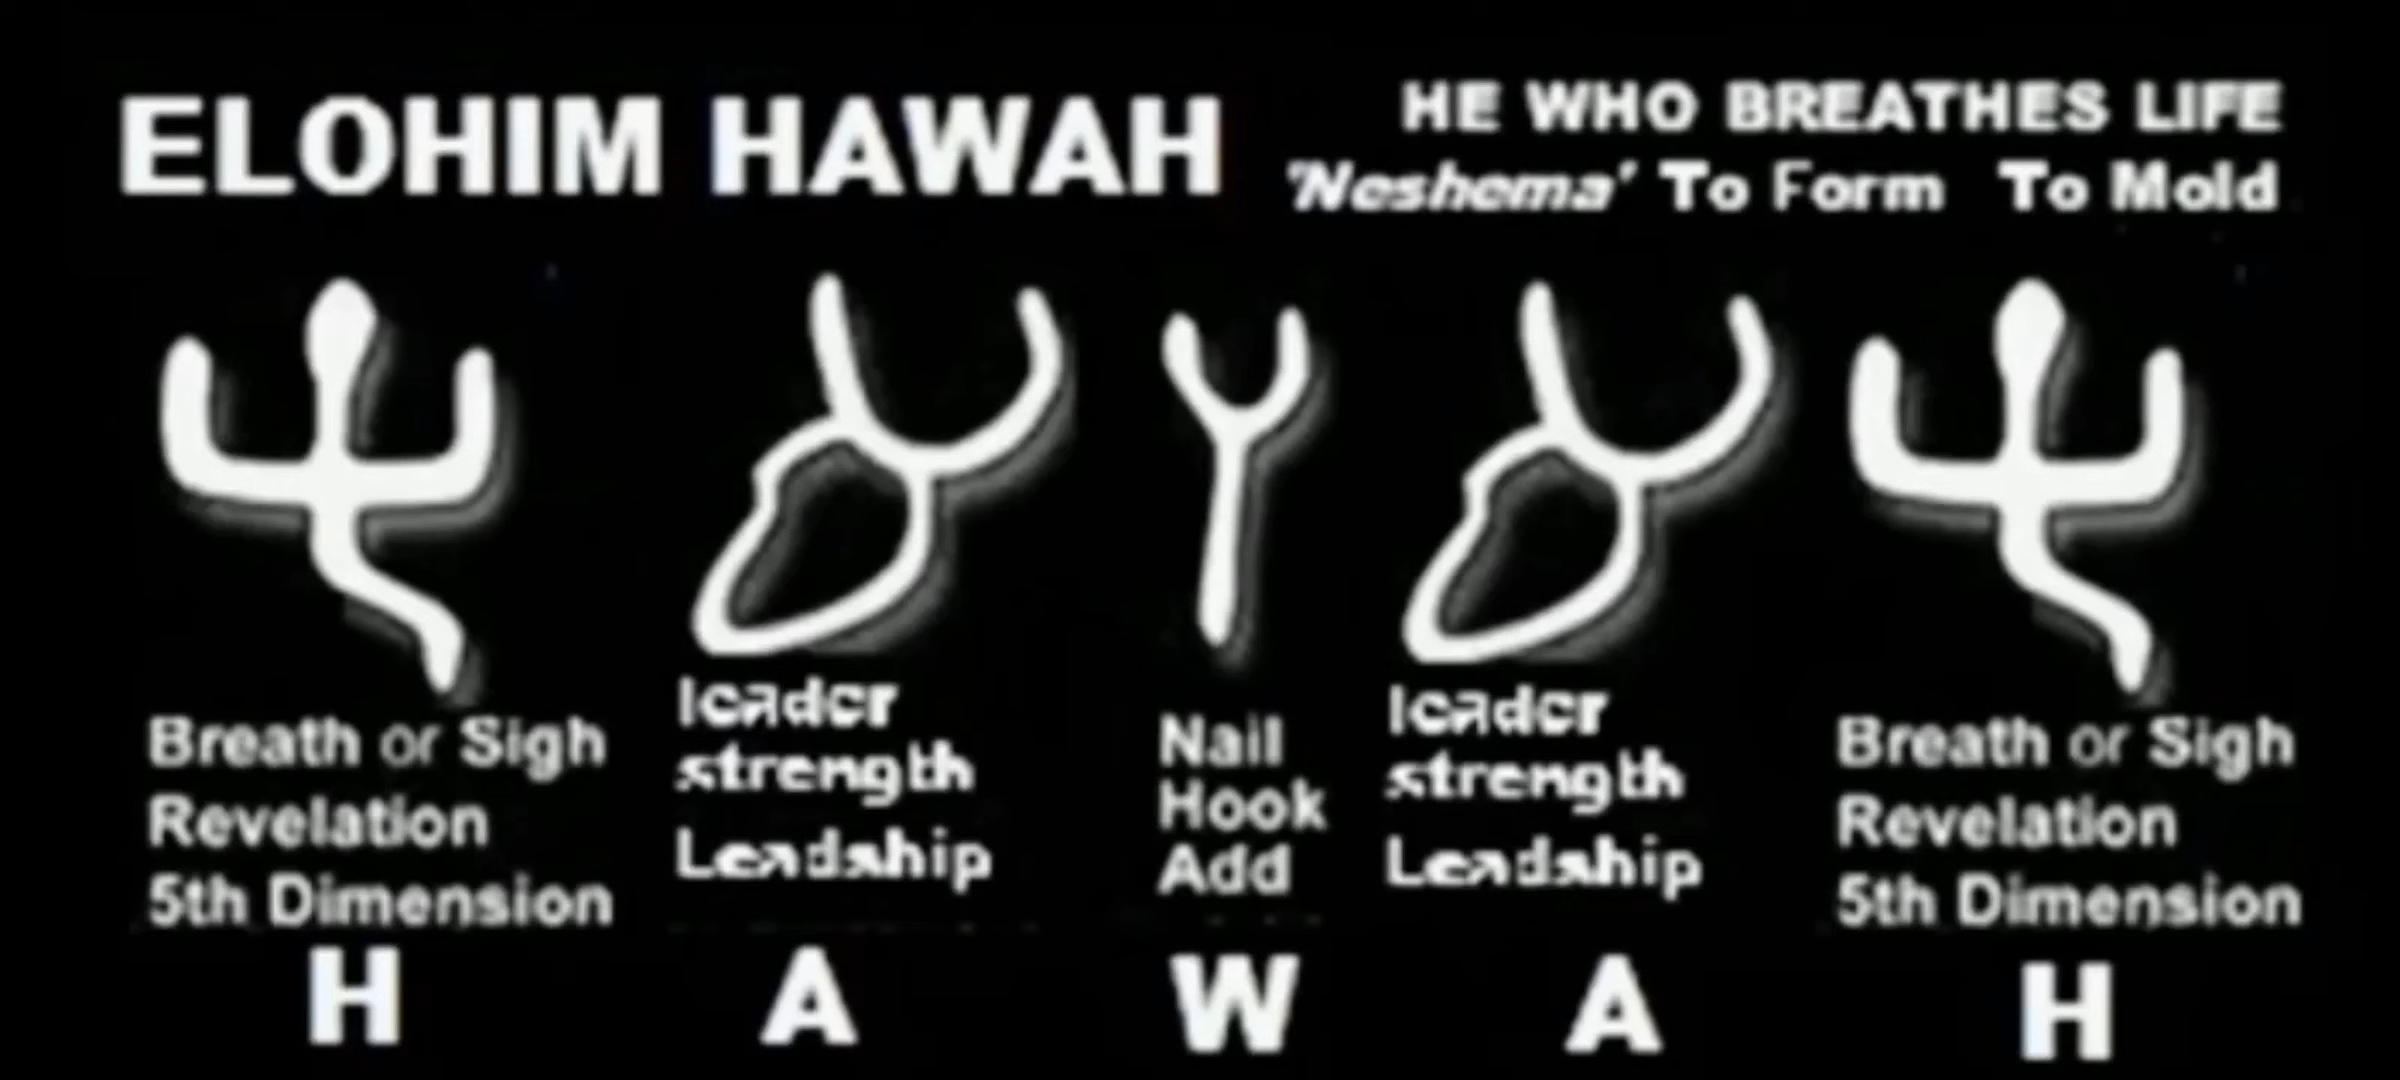 ELOHIM HAWAH
HE WHO BREATHES LIFE
'Neshema' To Form To Mold
Breath or Sigh
Revelation
5th Dimension
H
leader
strength
Leadship
A
Nail
Hook
Add
W
leader
strength
Leadship
A
Breath or Sigh
Revelation
5th Dimension
H